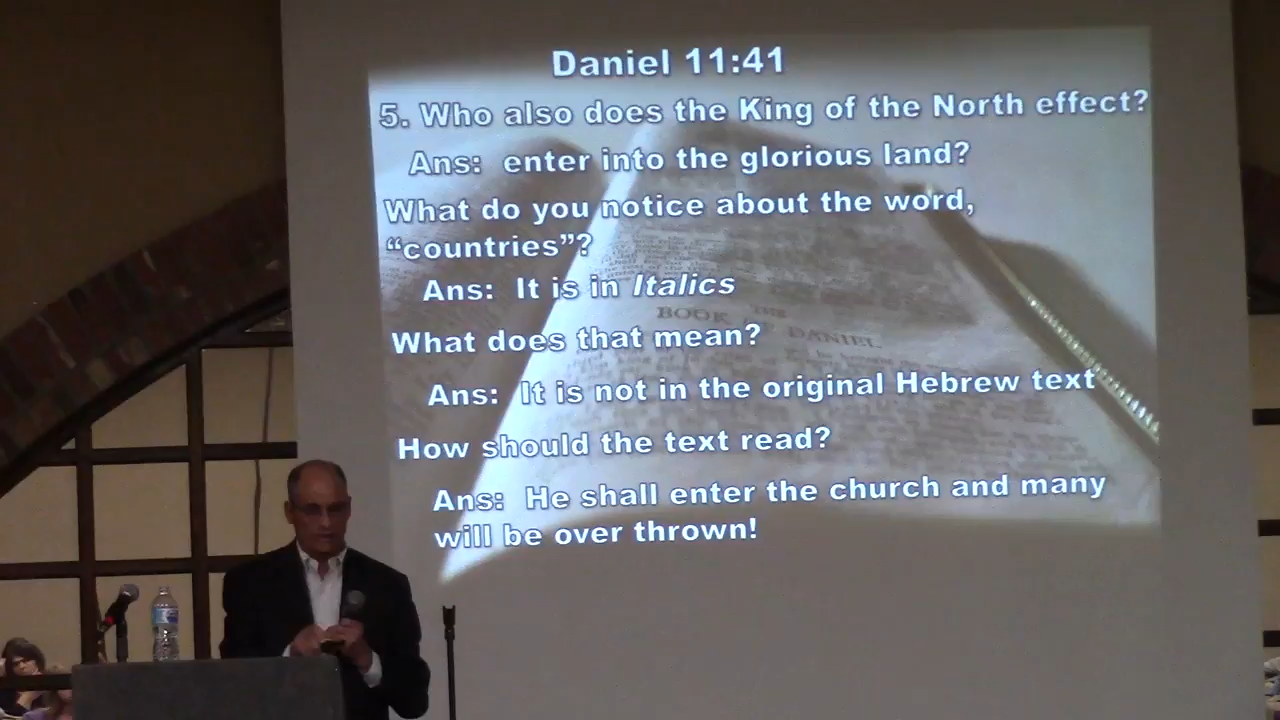 Daniel 11:41
5. Who also does the King of the North effect?
Ans: enter into the glorious land?
What do you notice about the word,
“countries”?
Ans: It is in Italics
BOOK OF DANIEL
What does that mean?
Ans: It is not in the original Hebrew text
How should the text read?
Ans: He shall enter the church and many
will be over thrown!